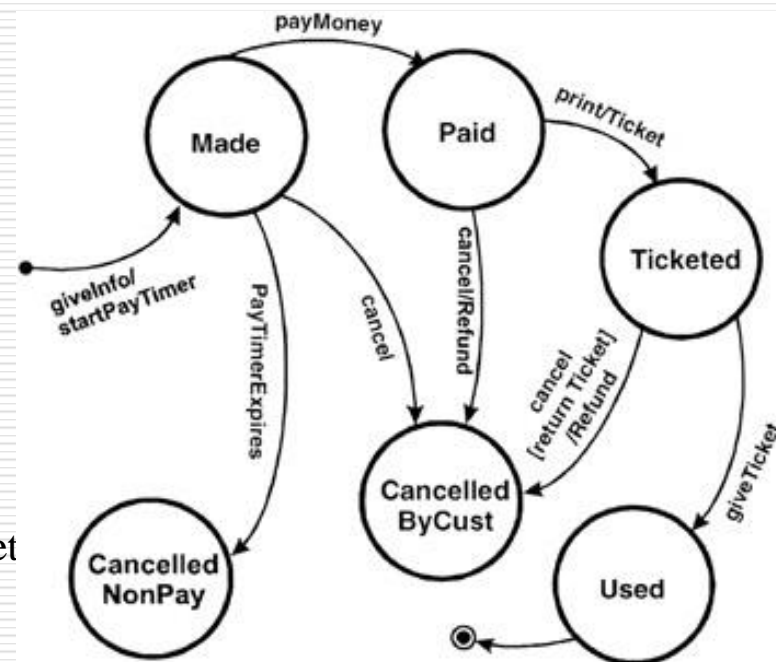 payMoney
Made
Paid
print/Ticket
giveInfo/
startPayTimer
PayTimerExpires
cancel
cancel/Refund
Ticketed
cancel
[return Ticket]
/Refund
giveTicket
Cancelled
ByCust
et
Cancelled
NonPay
Used